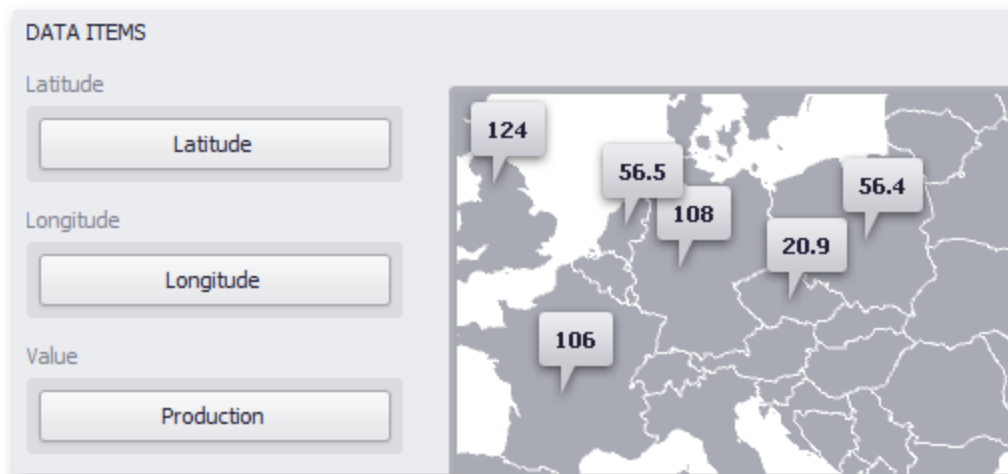 DATA ITEMS
Latitude
Latitude
Longitude
Longitude
Value
Production
124
56.5
108
56.4
20.9
106